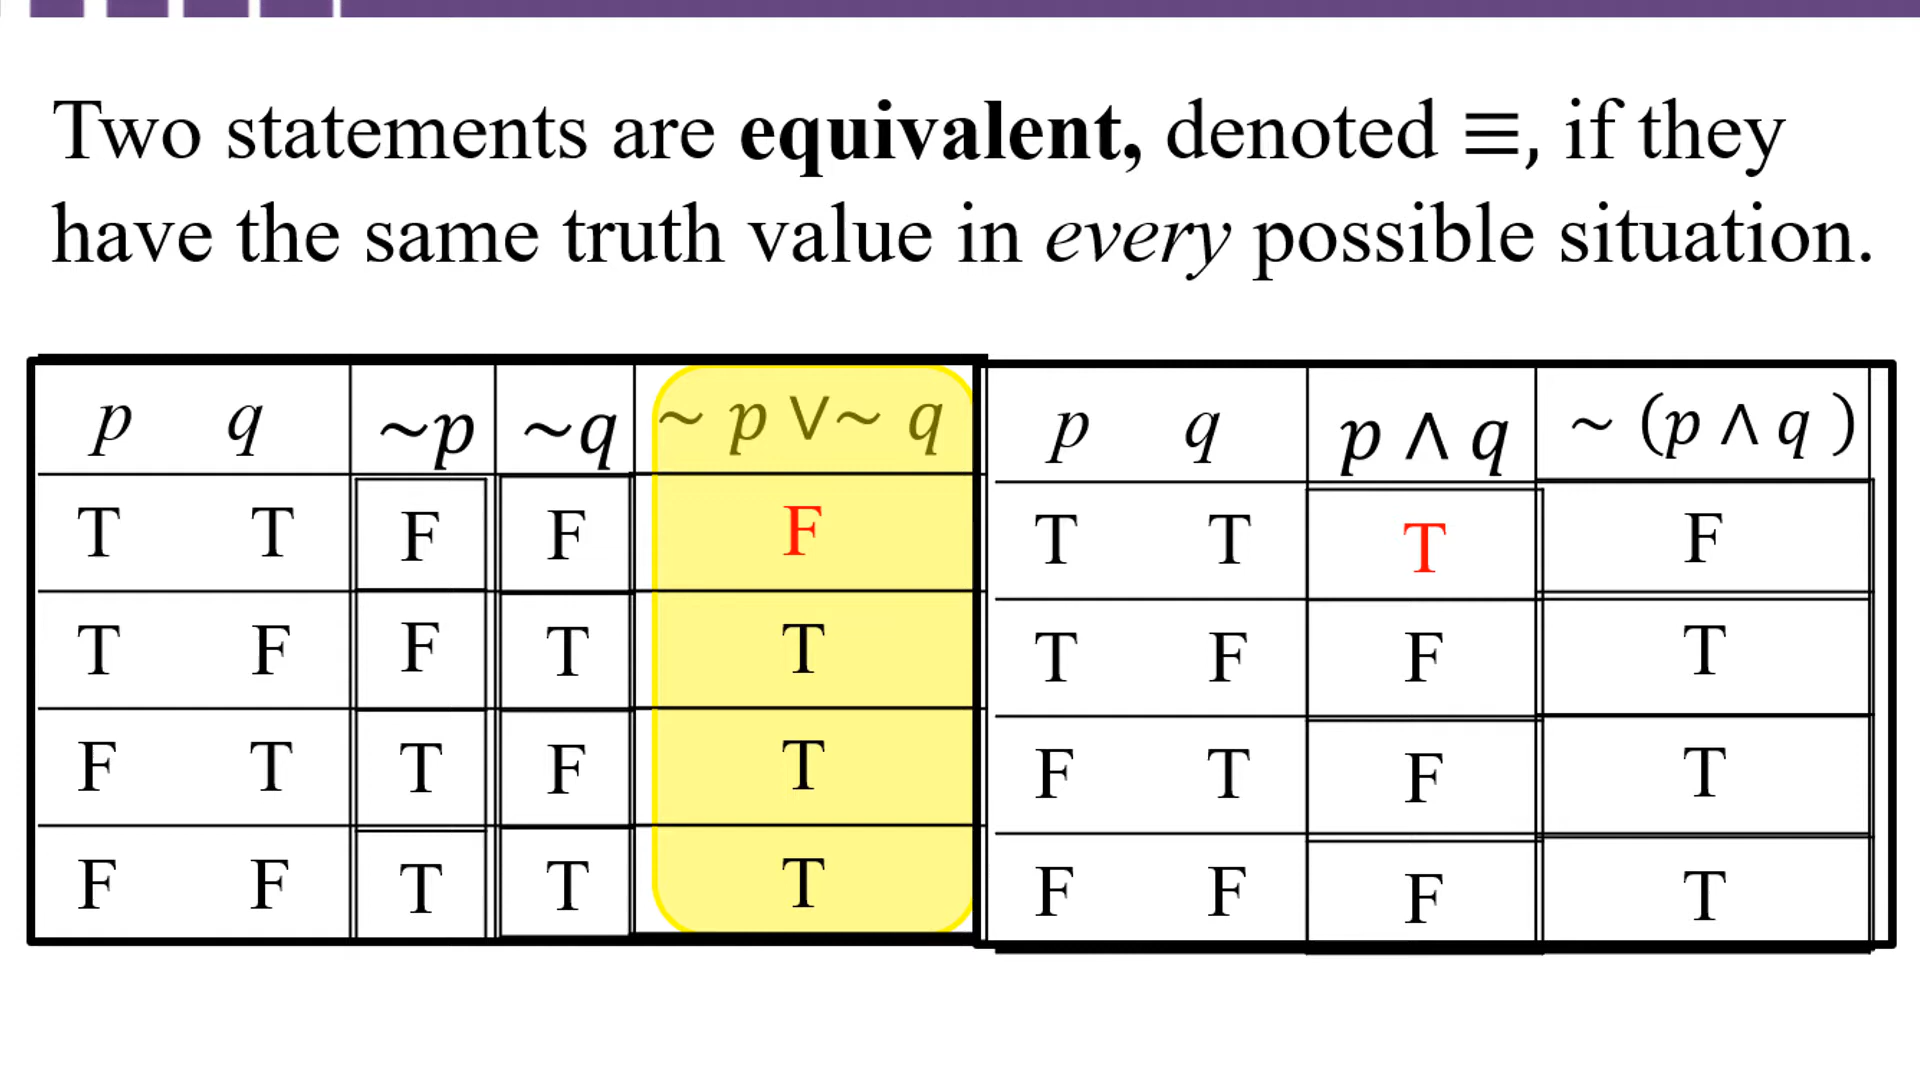 Two statements are equivalent, denoted ≡, if they
have the same truth value in every possible situation.
p q ~p ~q ~ p ∨~ q p q p ∧ q ~ (p ∧ q )
T T F F F T T T F
T F F T T T F F T
F T T F T F T F T
F F T T T F F F T